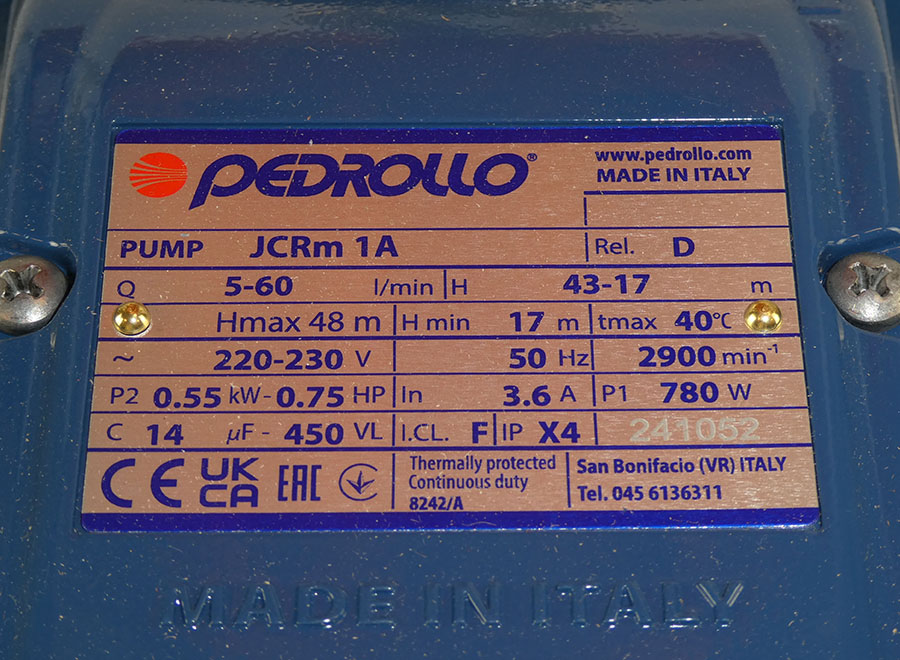 PEDROLLO®
www.pedrollo.com
MADE IN ITALY
PUMP JCRm 1A Rel. D
Q 5-60 l/min H 43-17 m
Hmax 48 m H min 17 m tmax 40°C
~ 220-230 V 50 Hz 2900 min-1
P2 0.55 kW-0.75 HP In 3.6 A P1 780 W
C 14 µF- 450 VL I.CL. F IP X4 241052
CE UK CA EAC
Thermally protected
Continuous duty
8242/A
San Bonifacio (VR) ITALY
Tel. 045 6136311
MADE IN ITALY